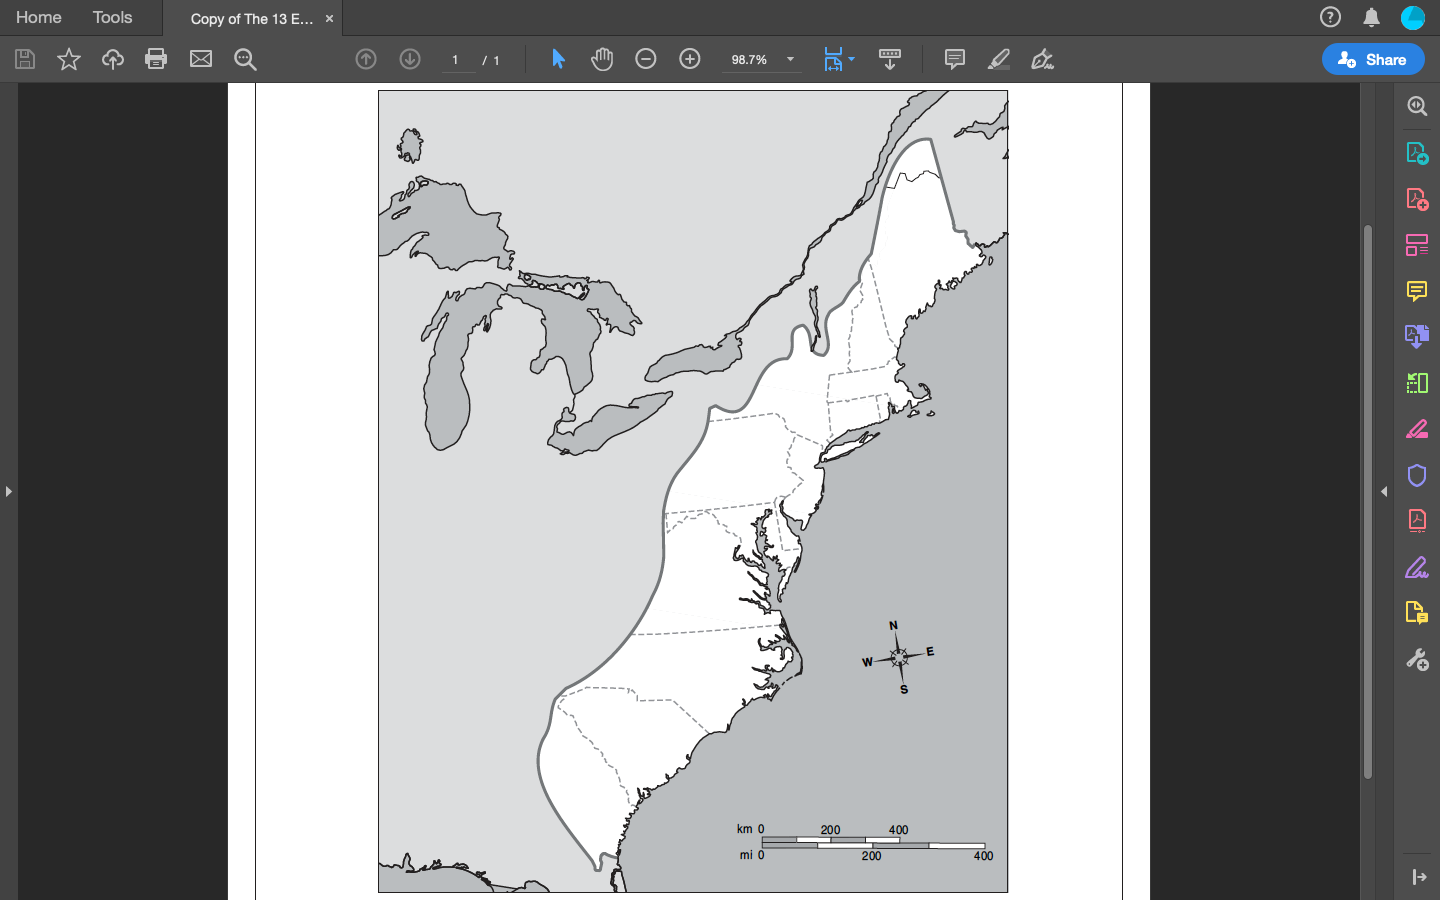 Home
Tools
Copy of The 13 E...
1
/ 1
98.7%
Share
N
W
E
S
km 0 200 400
mi 0 200 400